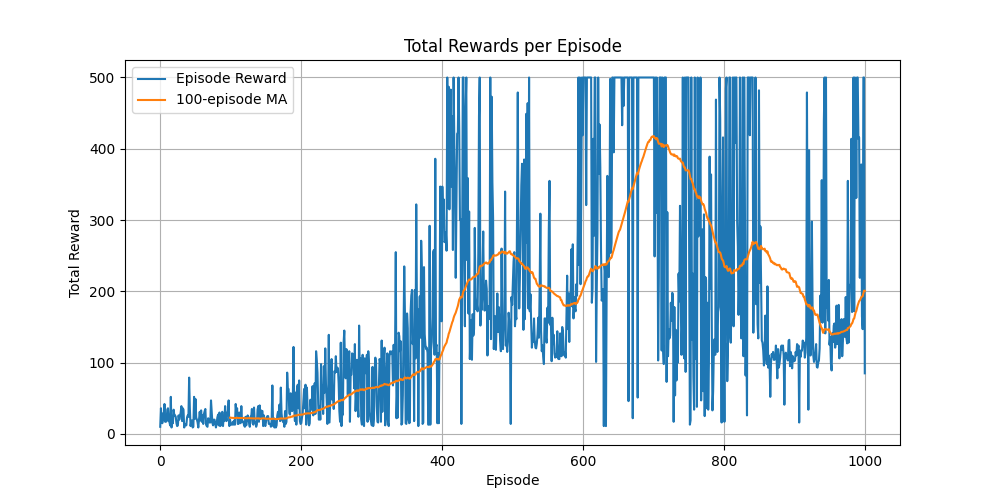 Total Rewards per Episode
Episode Reward
100-episode MA
Total Reward
500
400
300
200
100
0
0
200
400
600
800
1000
Episode